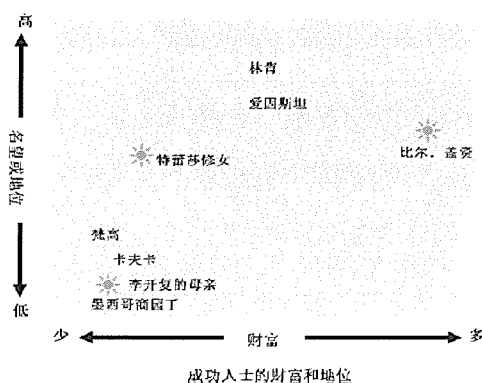 高
林肯
爱因斯坦
比尔．盖茨
特蕾莎修女
名望或地位
梵高
卡夫卡
李开复的母亲
墨西哥商园丁
低
少
财富
多
成功人士的财富和地位